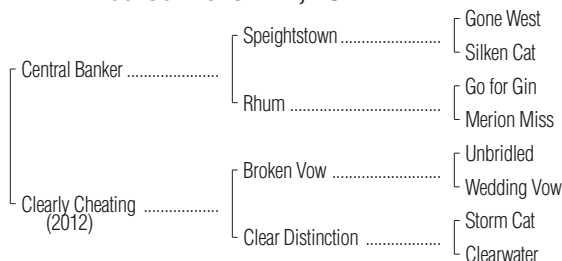 Gone West
Speightstown ......................
Silken Cat
Central Banker ....................
Go for Gin
Rhum .................................
Merion Miss
Unbridled
Broken Vow ........................
Wedding Vow
Clearly Cheating ................
(2012)
Storm Cat
Clear Distinction ................
Clearwater